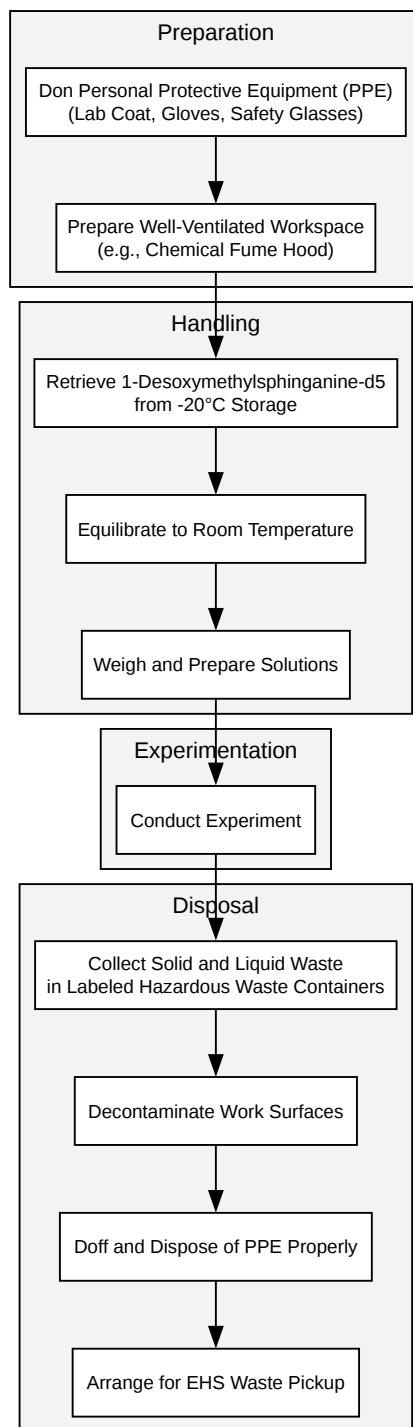 Preparation
Don Personal Protective Equipment (PPE)
(Lab Coat, Gloves, Safety Glasses)
Prepare Well-Ventilated Workspace
(e.g., Chemical Fume Hood)
Handling
Retrieve 1-Desoxymethylsphinganine-d5
from -20°C Storage
Equilibrate to Room Temperature
Weigh and Prepare Solutions
Experimentation
Conduct Experiment
Disposal
Collect Solid and Liquid Waste
in Labeled Hazardous Waste Containers
Decontaminate Work Surfaces
Doff and Dispose of PPE Properly
Arrange for EHS Waste Pickup